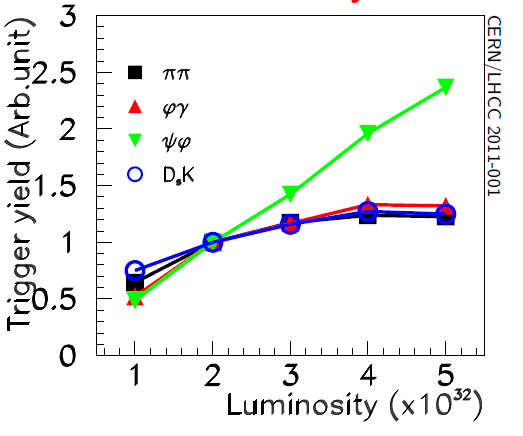 3
2.5
2
1.5
1
0.5
0
Trigger yield (Arb.unit)
ππ
φγ
ψφ
DₛK
1 2 3 4 5
Luminosity (x10³²)
CERN/LHCC 2011-001